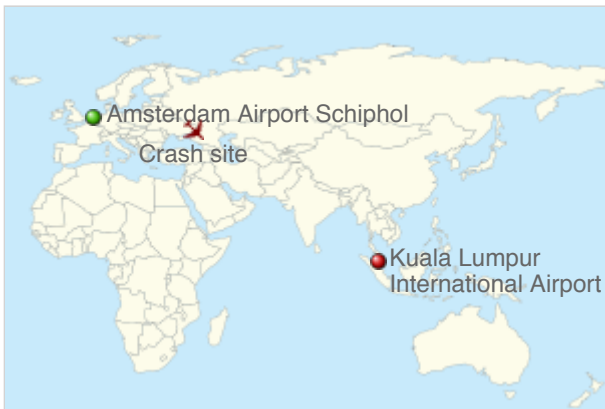 Amsterdam Airport Schiphol
Crash site
Kuala Lumpur
International Airport